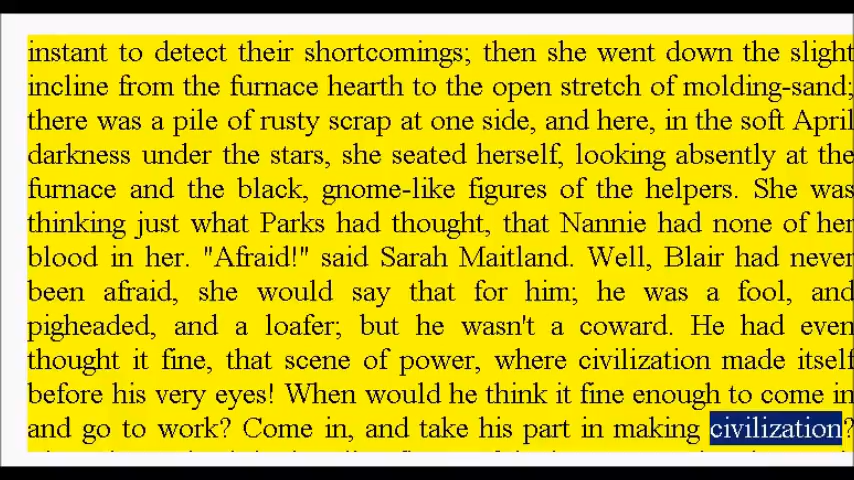 instant to detect their shortcomings; then she went down the slight
incline from the furnace hearth to the open stretch of molding-sand;
there was a pile of rusty scrap at one side, and here, in the soft April
darkness under the stars, she seated herself, looking absently at the
furnace and the black, gnome-like figures of the helpers. She was
thinking just what Parks had thought, that Nannie had none of her
blood in her. "Afraid!" said Sarah Maitland. Well, Blair had never
been afraid, she would say that for him; he was a fool, and
pigheaded, and a loafer; but he wasn't a coward. He had even
thought it fine, that scene of power, where civilization made itself
before his very eyes! When would he think it fine enough to come in
and go to work? Come in, and take his part in making civilization?